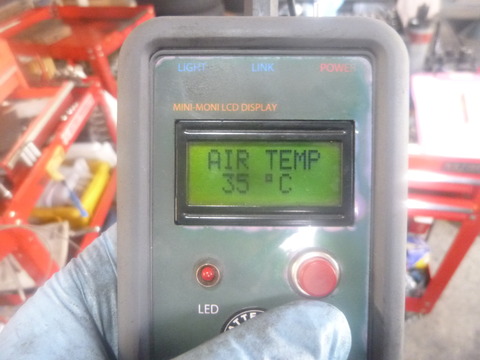 LIGHT LINK POWER
MINI-MONI LCD DISPLAY
AIR TEMP
35 °C
LED